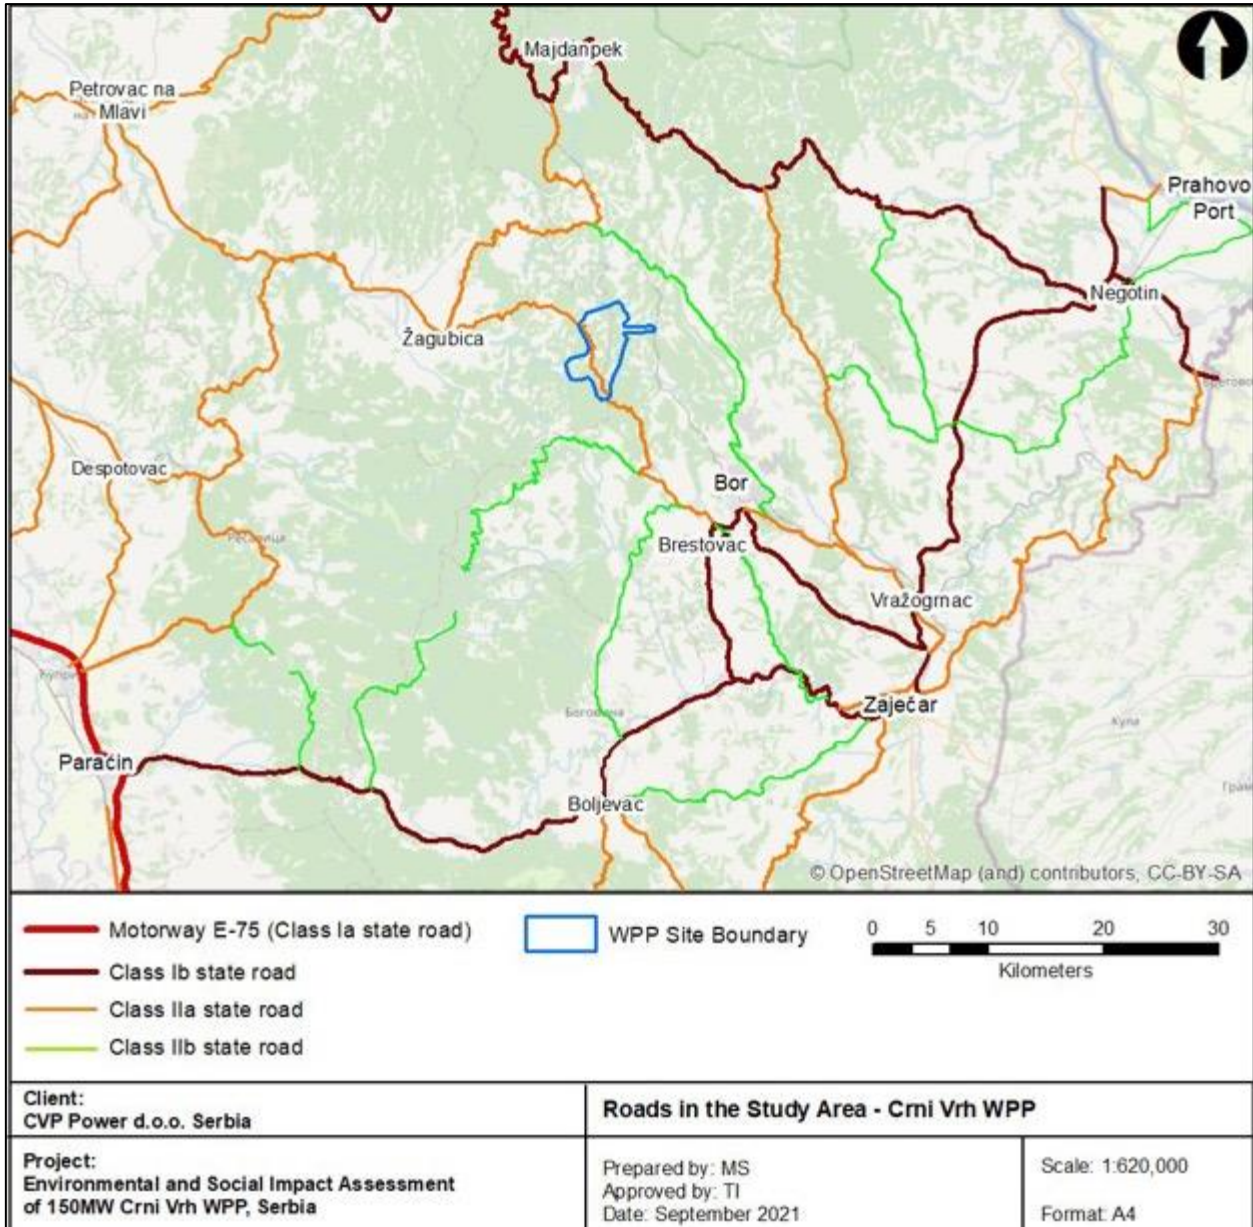 Majdanpek
Petrovac na
Mlavi
Prahovo
Port
Negotin
Žagubica
Despotovac
Bor
Brestovac
Vražogrnac
Zaječar
Кула
Боговина
Paraćin
Boljevac
© OpenStreetMap (and) contributors, CC-BY-SA
Motorway E-75 (Class Ia state road)
Class Ib state road
Class IIa state road
Class IIb state road
WPP Site Boundary
0 5 10 20 30
Kilometers
Client:
CVP Power d.o.o. Serbia
Roads in the Study Area - Crni Vrh WPP
Project:
Environmental and Social Impact Assessment
of 150MW Crni Vrh WPP, Serbia
Prepared by: MS
Approved by: TI
Date: September 2021
Scale: 1:620,000
Format: A4